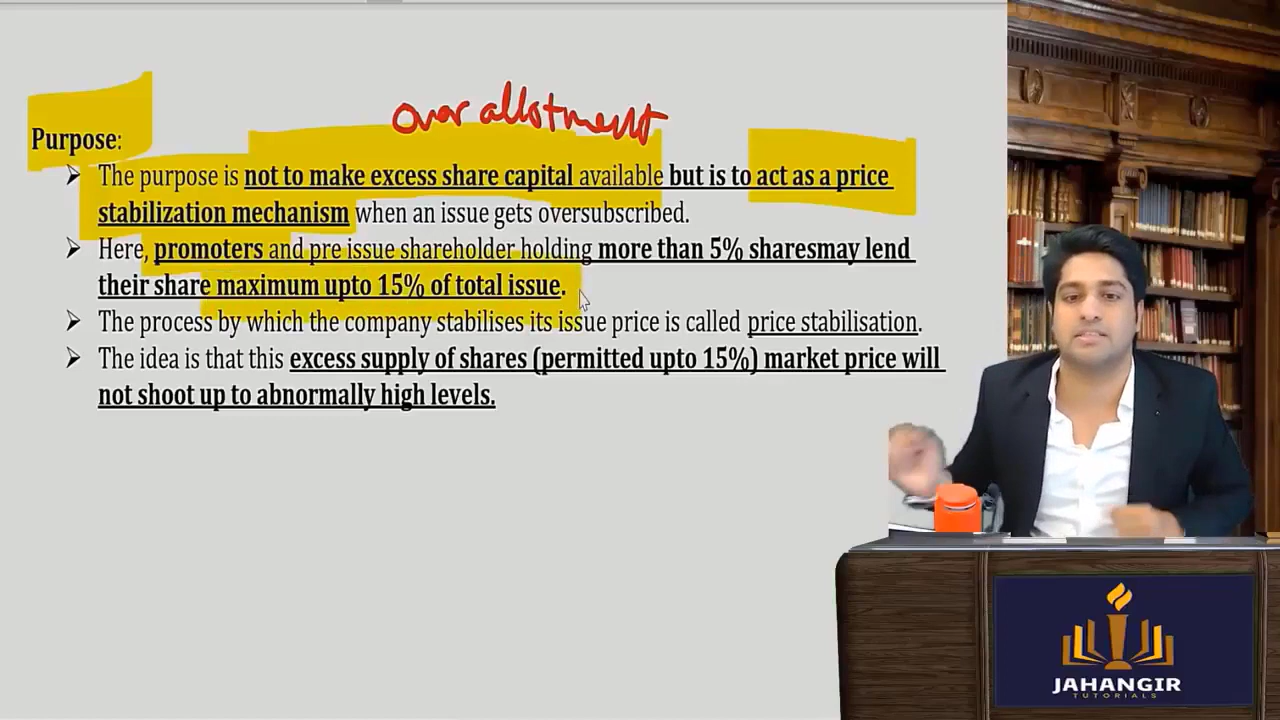 over allotment
Purpose:
➢ The purpose is not to make excess share capital available but is to act as a price
stabilization mechanism when an issue gets oversubscribed.
➢ Here, promoters and pre issue shareholder holding more than 5% sharesmay lend
their share maximum upto 15% of total issue.
➢ The process by which the company stabilises its issue price is called price stabilisation.
➢ The idea is that this excess supply of shares (permitted upto 15%) market price will
not shoot up to abnormally high levels.
JAHANGIR
TUTORIALS